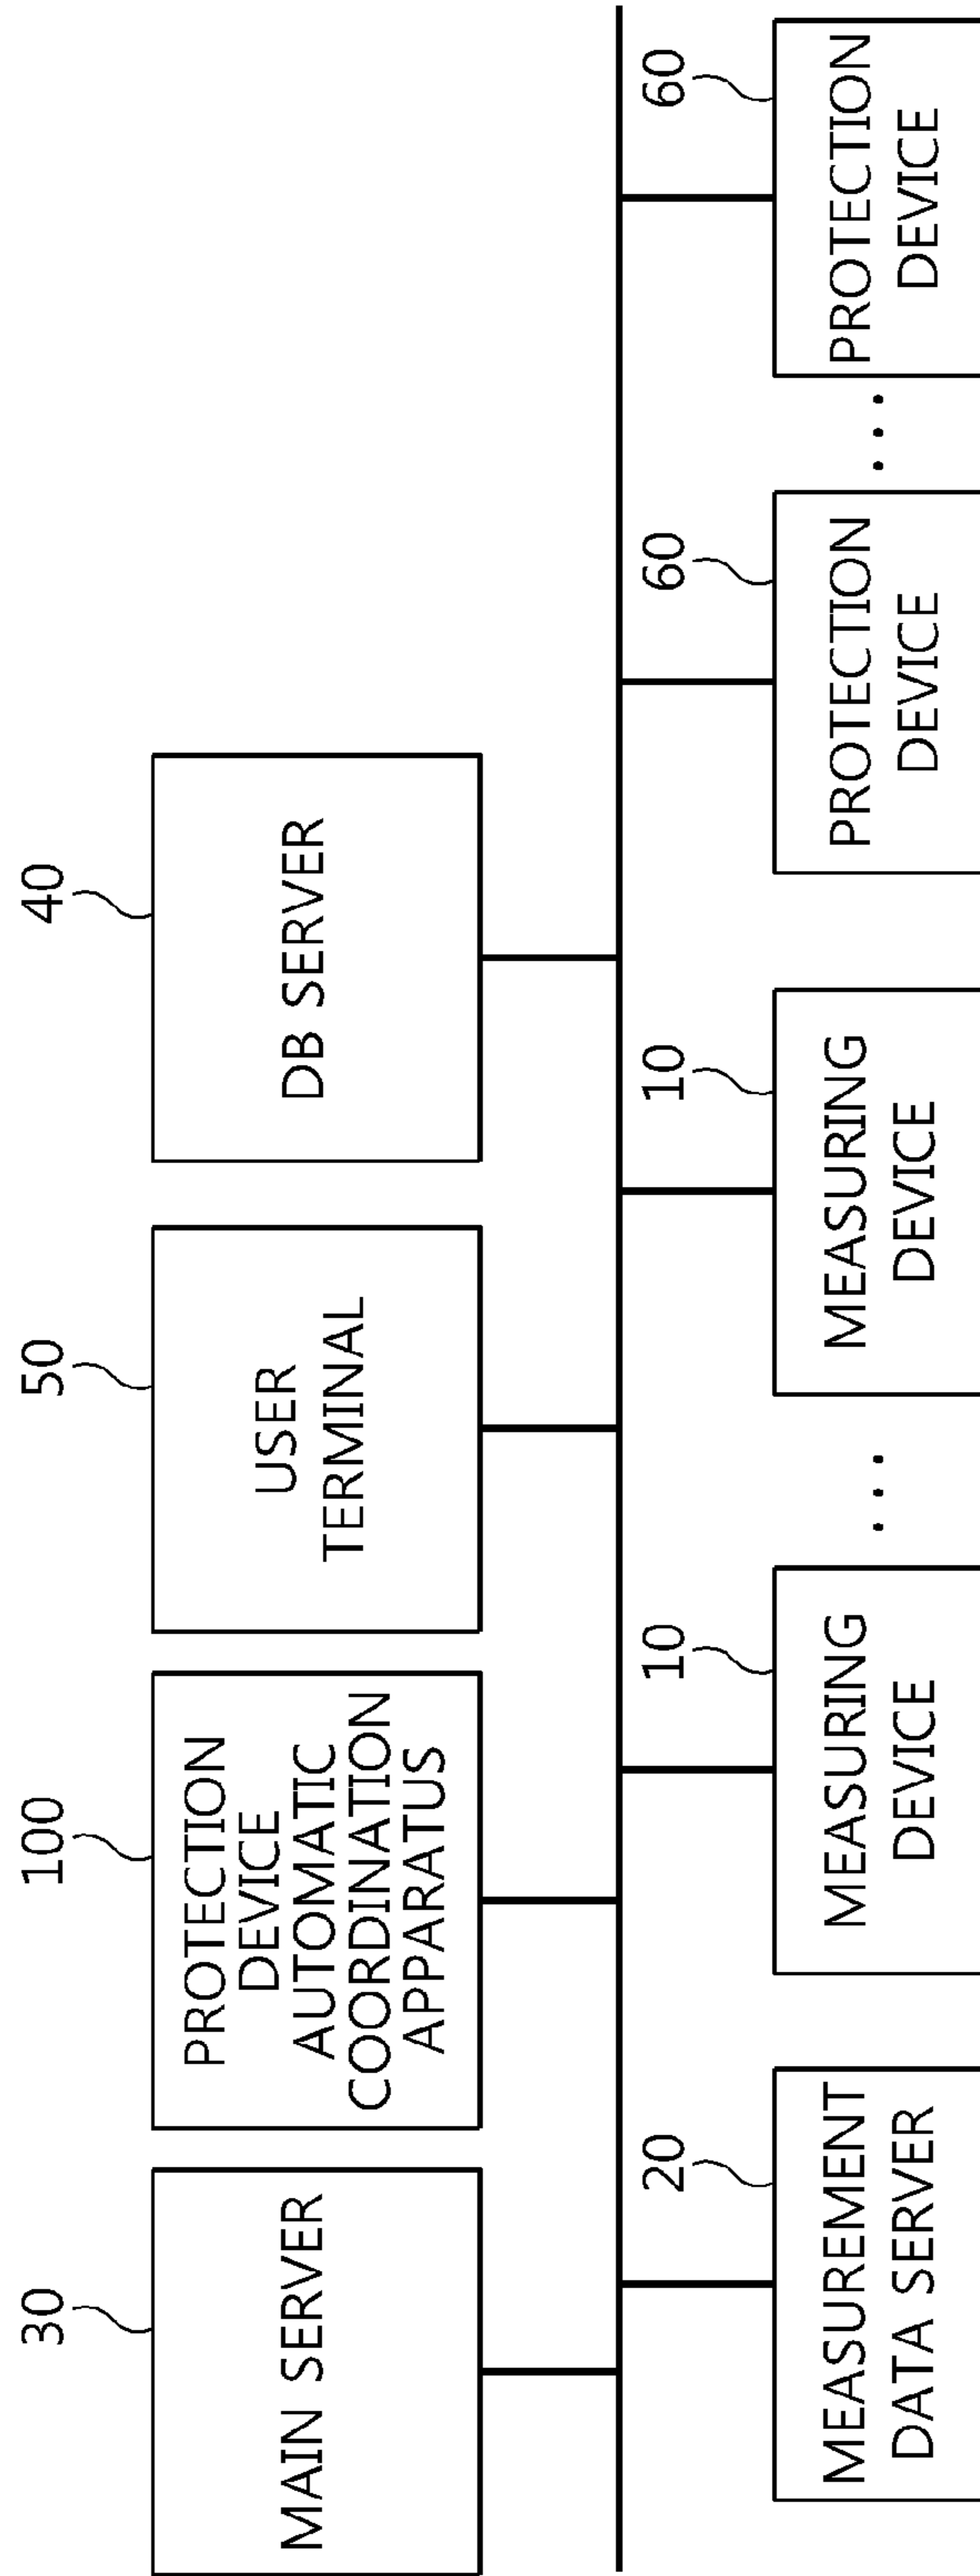 30
MAIN SERVER
100
PROTECTION
DEVICE
AUTOMATIC
COORDINATION
APPARATUS
50
USER
TERMINAL
40
DB SERVER
20
MEASUREMENT
DATA SERVER
10
MEASURING
DEVICE
...
10
MEASURING
DEVICE
60
PROTECTION
DEVICE
...
60
PROTECTION
DEVICE